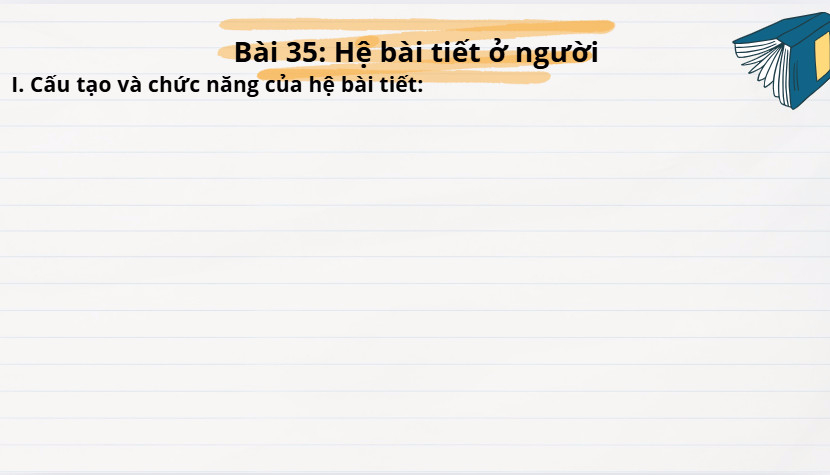 Bài 35: Hệ bài tiết ở người
I. Cấu tạo và chức năng của hệ bài tiết: